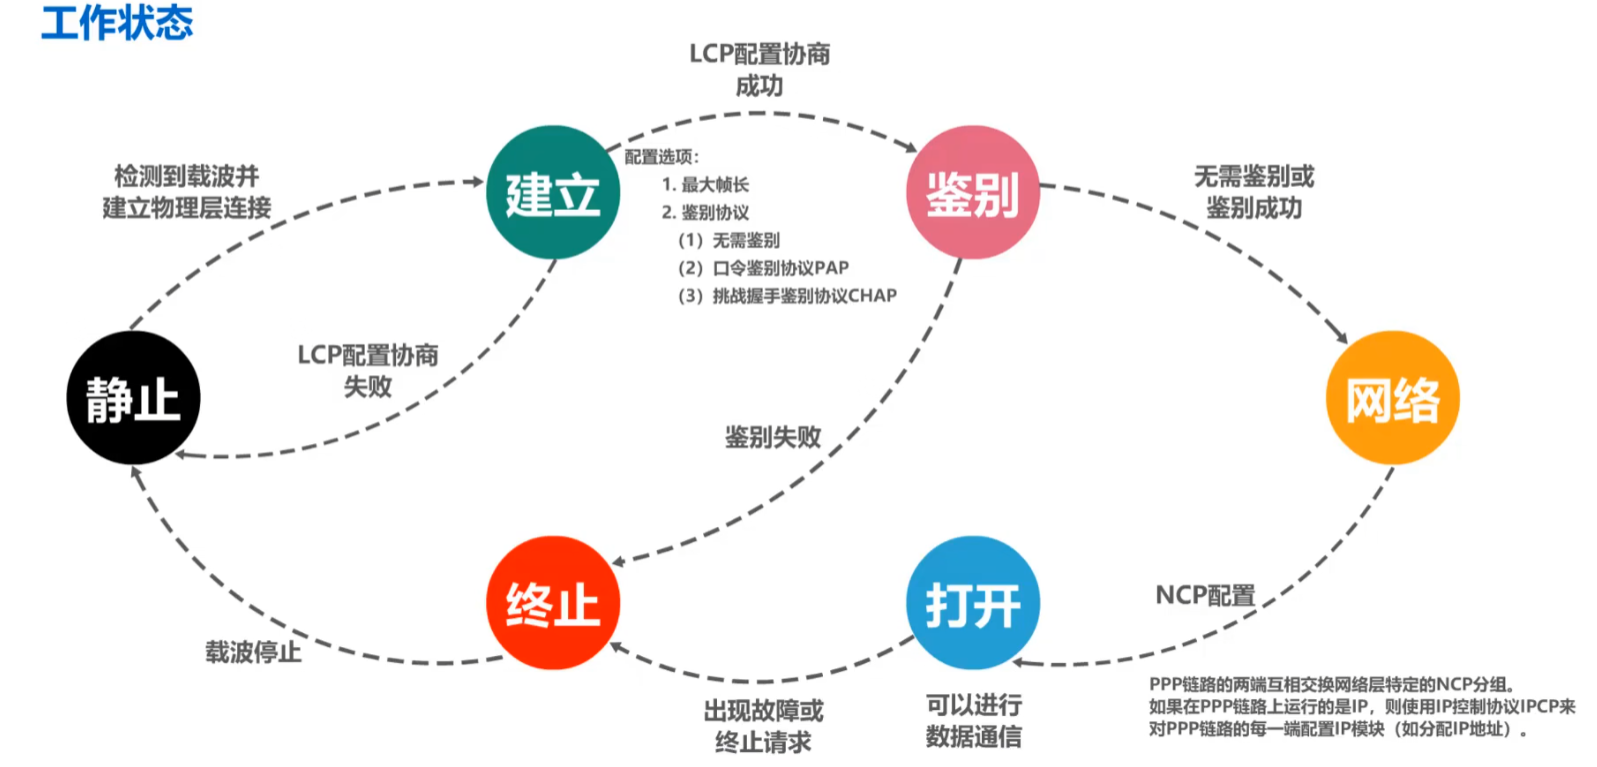 工作状态
LCP配置协商
成功
检测到载波并
建立物理层连接
建立
配置选项：
1. 最大帧长
2. 鉴别协议
（1）无需鉴别
（2）口令鉴别协议PAP
（3）挑战握手鉴别协议CHAP
鉴别
无需鉴别或
鉴别成功
静止
LCP配置协商
失败
鉴别失败
网络
终止
打开
NCP配置
载波停止
出现故障或
终止请求
可以进行
数据通信
PPP链路的两端互相交换网络层特定的NCP分组。
如果在PPP链路上运行的是IP，则使用IP控制协议IPCP来
对PPP链路的每一端配置IP模块（如分配IP地址）。